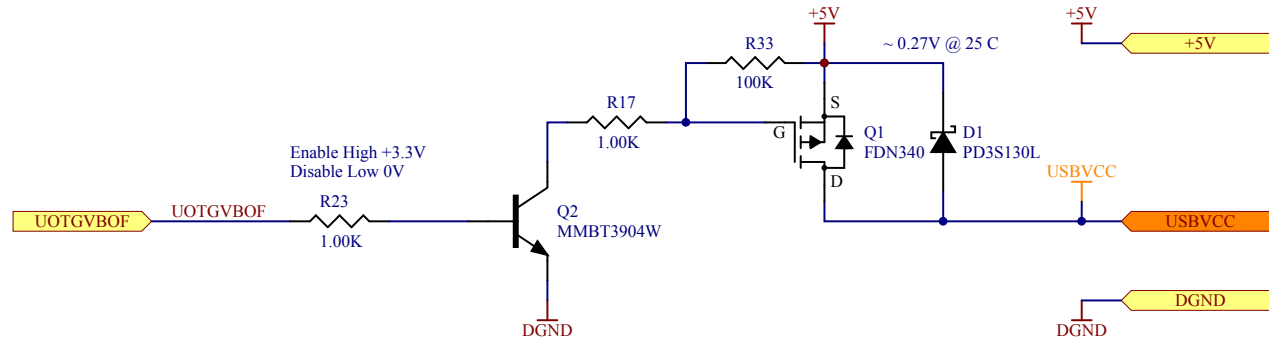 +5V
+5V
R33
~ 0.27V @ 25 C
+5V
100K
R17
S
G
Q1
D1
1.00K
FDN340
PD3S130L
Enable High +3.3V
Disable Low 0V
D
USBVCC
R23
UOTGVBOF
UOTGVBOF
Q2
USBVCC
1.00K
MMBT3904W
DGND
DGND
DGND